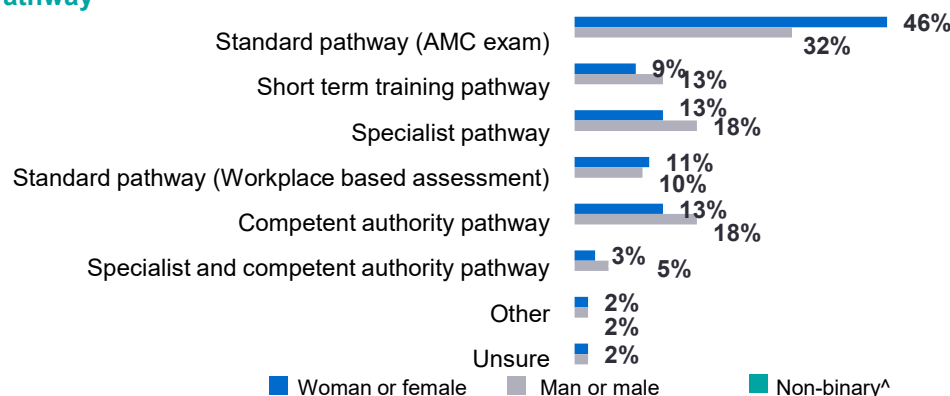 Standard pathway (AMC exam) 46%
32%
Short term training pathway 9% 13%
Specialist pathway 13%
18%
Standard pathway (Workplace based assessment) 11%
10%
Competent authority pathway 13%
18%
Specialist and competent authority pathway 3% 5%
Other 2%
2%
Unsure 2%
Woman or female Man or male Non-binary^